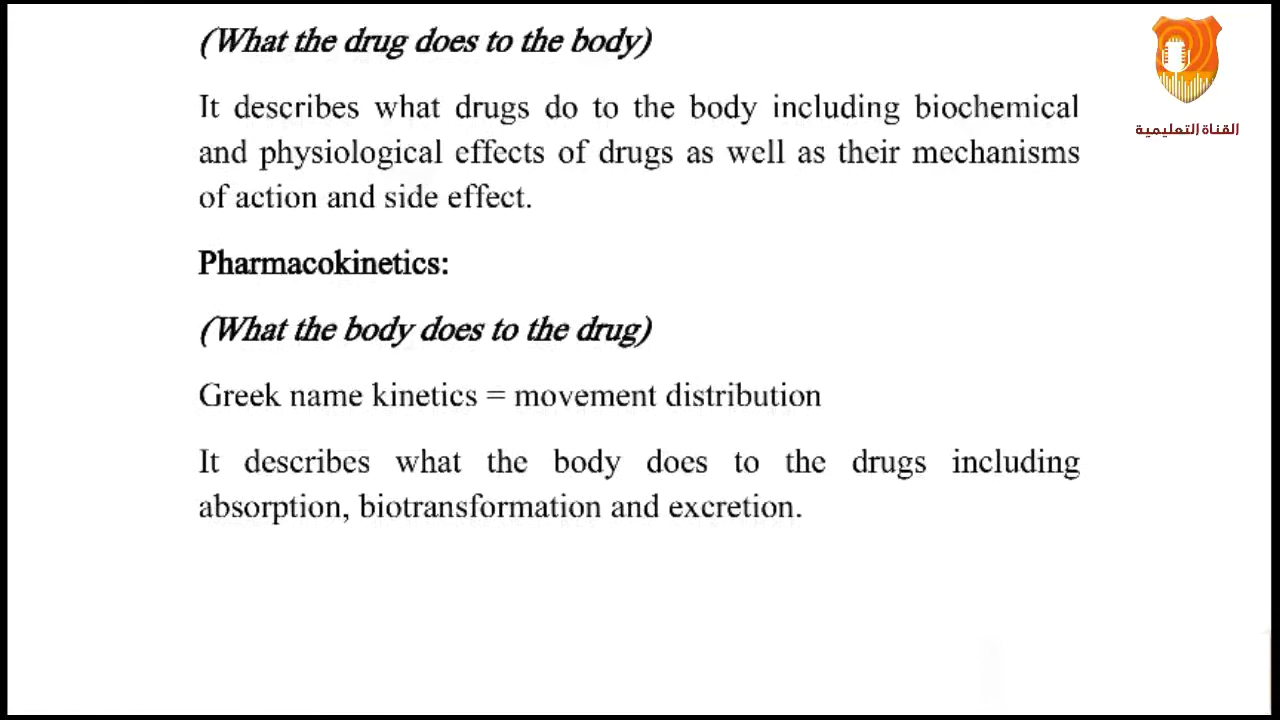 (What the drug does to the body)
It describes what drugs do to the body including biochemical
and physiological effects of drugs as well as their mechanisms
of action and side effect.
Pharmacokinetics:
(What the body does to the drug)
Greek name kinetics = movement distribution
It describes what the body does to the drugs including
absorption, biotransformation and excretion.
القناة التعليمية